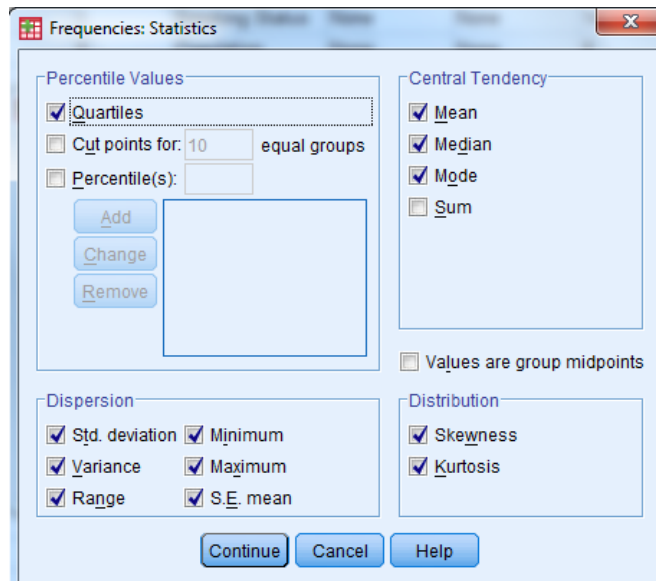 Frequencies: Statistics
Percentile Values
Quartiles
Cut points for: 10 equal groups
Percentile(s):
Add
Change
Remove
Central Tendency
Mean
Median
Mode
Sum
Values are group midpoints
Dispersion
Std. deviation Minimum
Variance Maximum
Range S.E. mean
Distribution
Skewness
Kurtosis
Continue Cancel Help